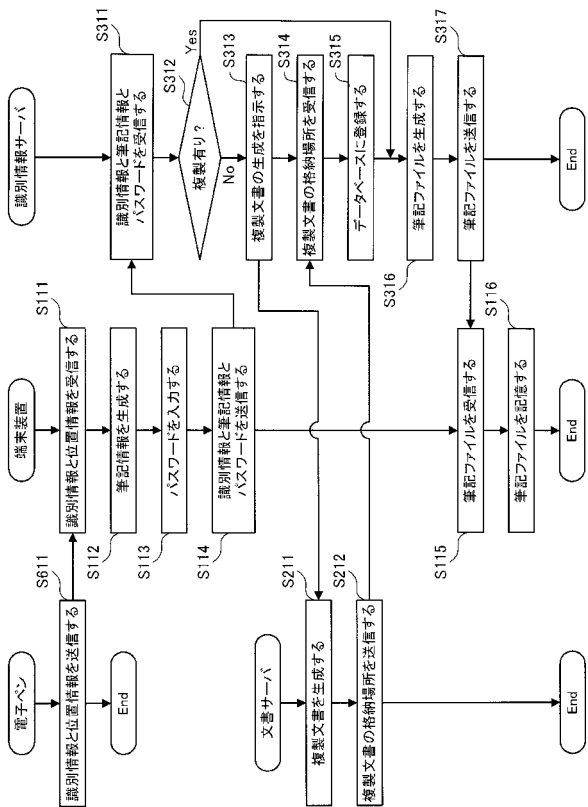 電子ペン
S611
識別情報と位置情報を送信する
End
文書サーバ
S211
複製文書を生成する
S212
複製文書の格納場所を送信する
End
端末装置
S111
識別情報と位置情報を受信する
S112
筆記情報を生成する
S113
パスワードを入力する
S114
識別情報と筆記情報と
パスワードを送信する
S115
筆記ファイルを受信する
S116
筆記ファイルを記憶する
End
識別情報サーバ
S311
識別情報と筆記情報と
パスワードを受信する
S312
複製有り?
Yes
No
S313
複製文書の生成を指示する
S314
複製文書の格納場所を受信する
S315
データベースに登録する
S316
筆記ファイルを生成する
S317
筆記ファイルを送信する
End